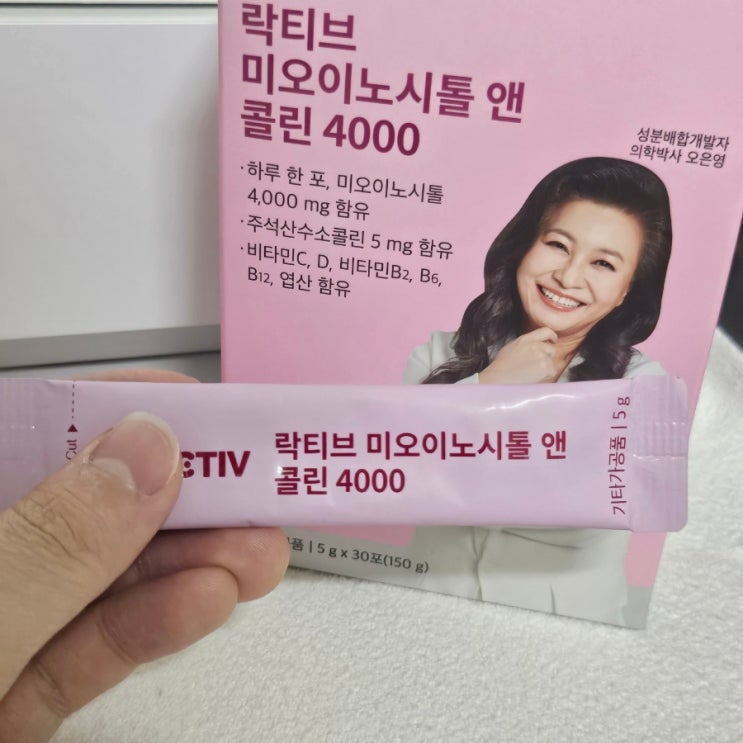 락티브
미오이노시톨 앤
콜린 4000
·하루 한 포, 미오이노시톨
4,000 mg 함유
·주석산수소콜린 5 mg 함유
·비타민C, D, 비타민B2, B6,
B12, 엽산 함유
성분배합개발자
의학박사 오은영
Cut
CTIV
락티브 미오이노시톨 앤
콜린 4000
기타가공품 | 5 g
품 | 5 g x 30포(150 g)